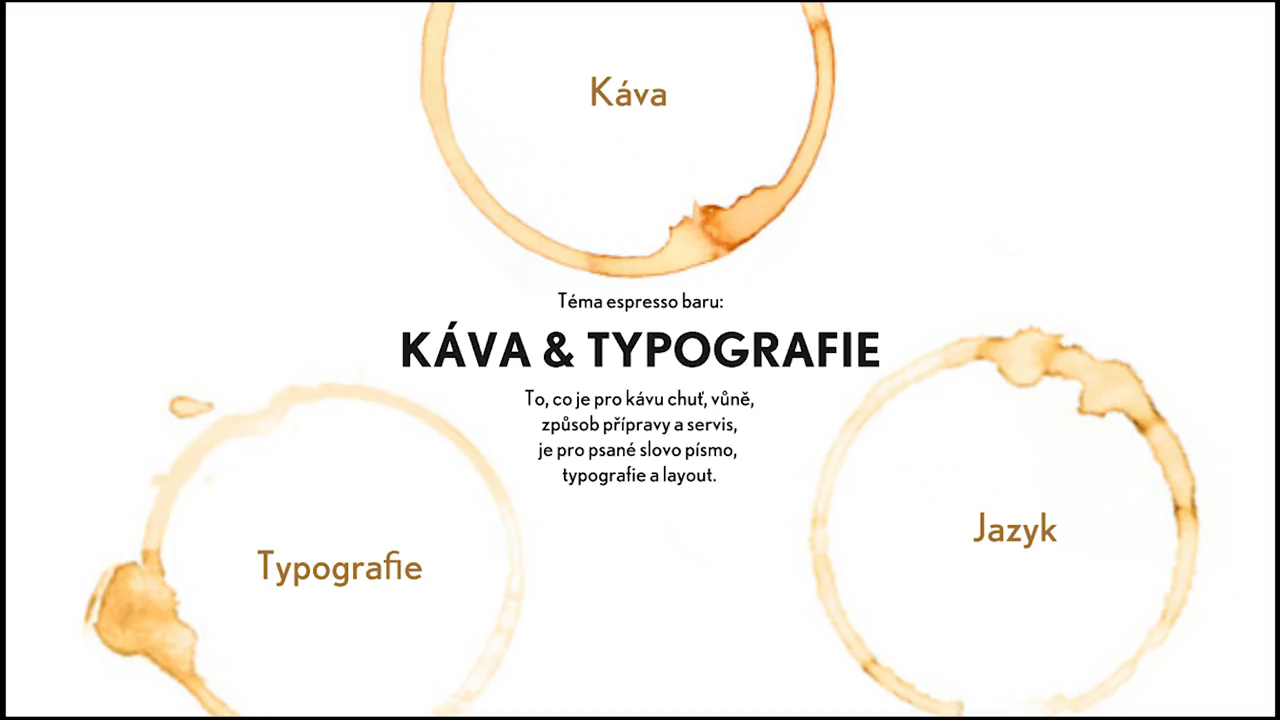 Káva
Téma espresso baru:
KÁVA & TYPOGRAFIE
To, co je pro kávu chuť, vůně,
způsob přípravy a servis,
je pro psané slovo písmo,
typografie a layout.
Typografie
Jazyk